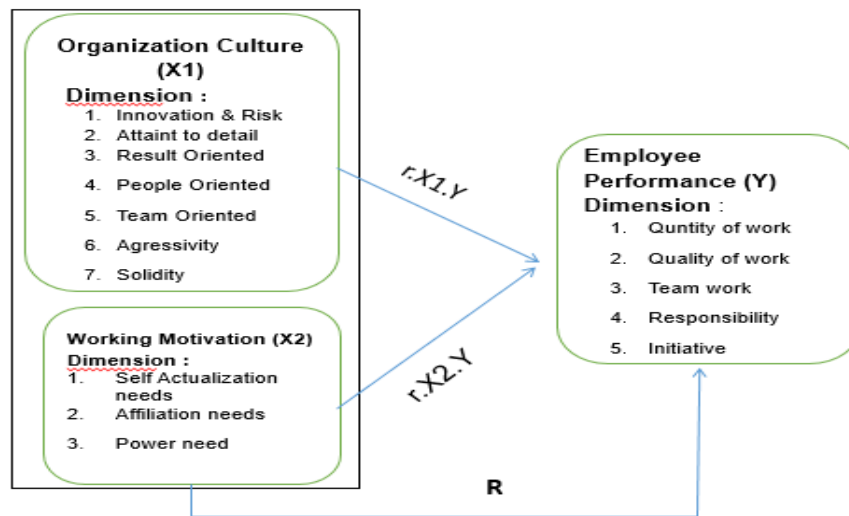 Organization Culture
(X1)
Dimension :
1. Innovation & Risk
2. Attaint to detail
3. Result Oriented
4. People Oriented
5. Team Oriented
6. Agressivity
7. Solidity
Working Motivation (X2)
Dimension :
1. Self Actualization
needs
2. Affiliation needs
3. Power need
r.X1.Y
r.X2.Y
R
Employee
Performance (Y)
Dimension :
1. Quntity of work
2. Quality of work
3. Team work
4. Responsibility
5. Initiative